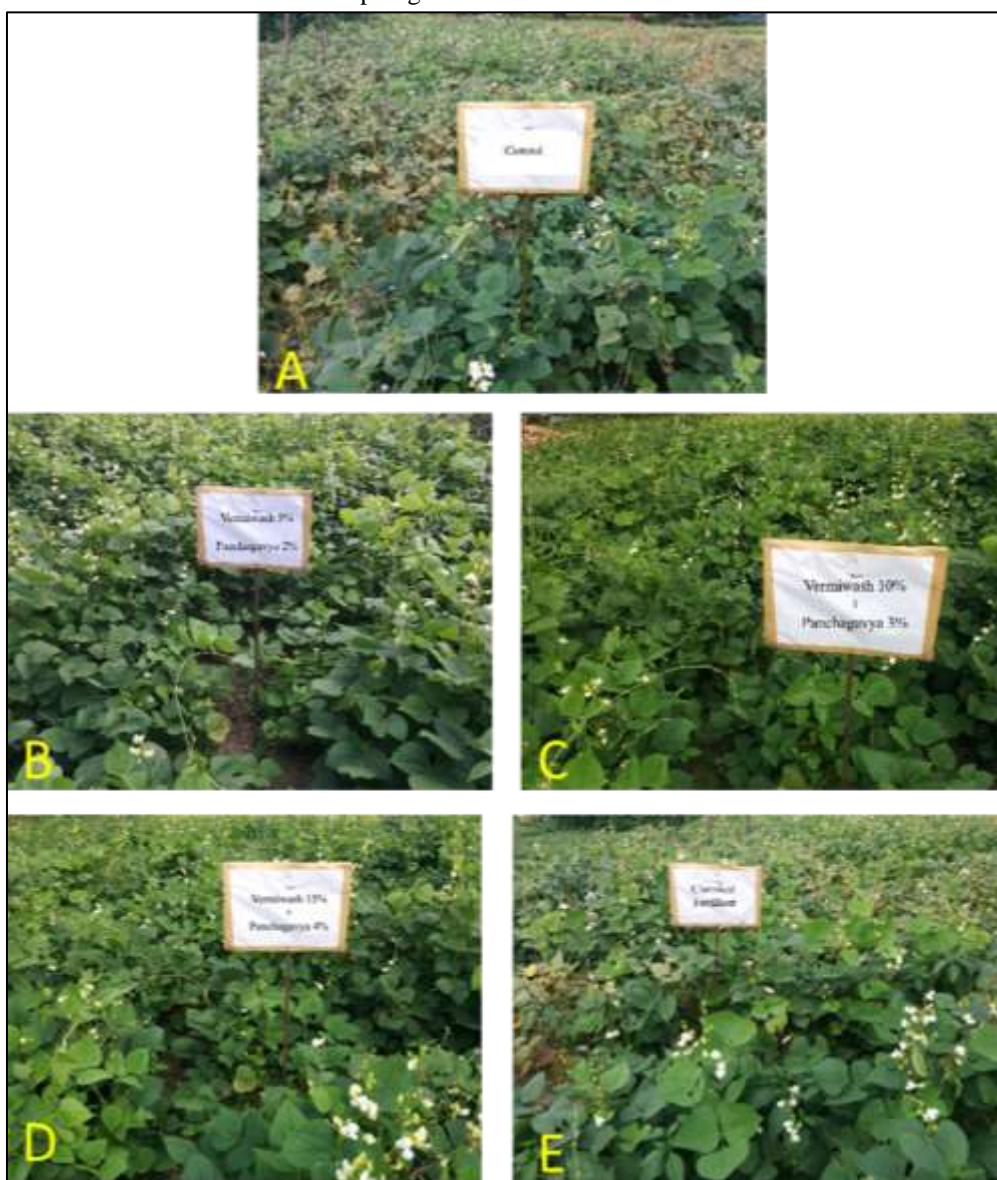 Control
A
Vermiwash 5%
Panchagavya 2%
B
Vermiwash 10%
Panchagavya 3%
C
Vermiwash 15%
+
Panchagavya 4%
D
Chemical
Fertilizer
E